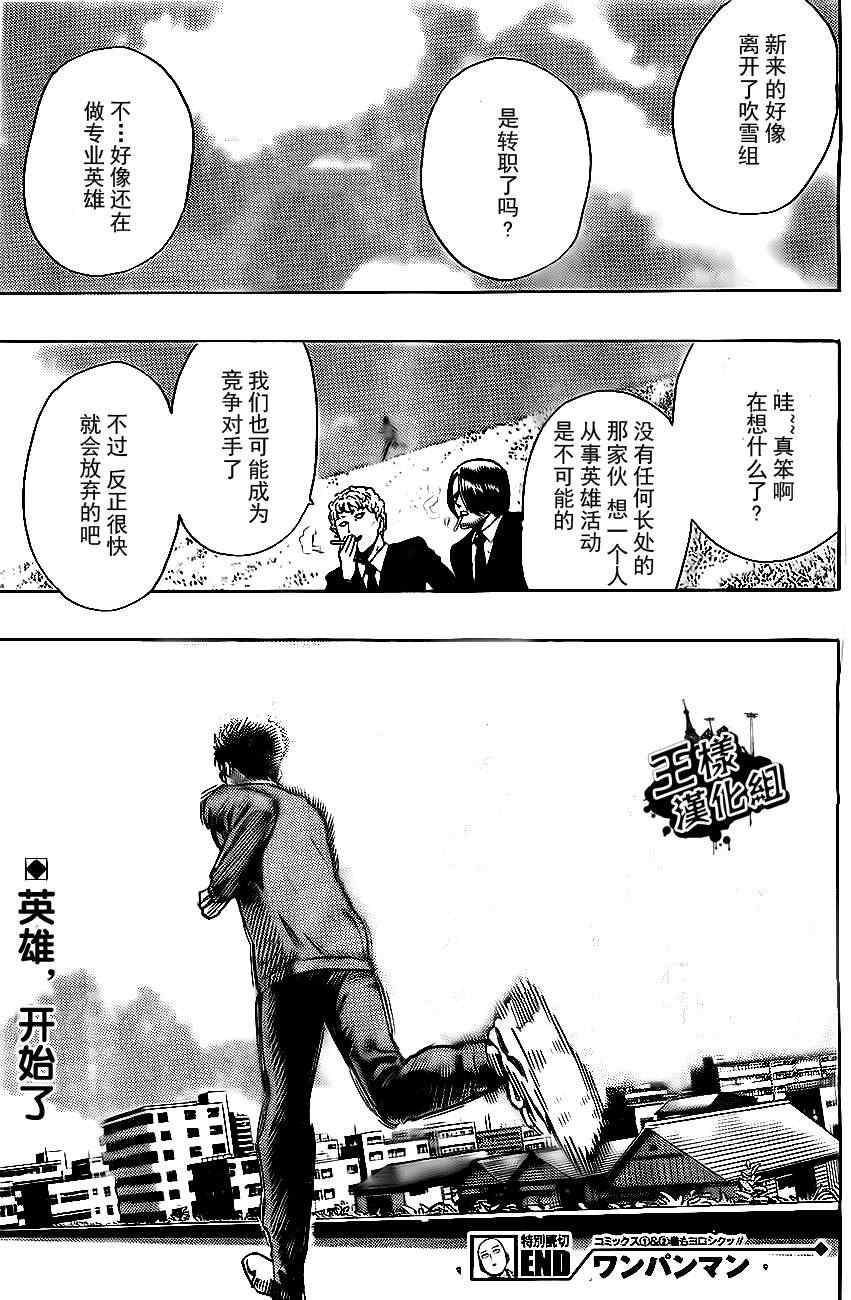 新来的好像
离开了吹雪组
是转职了吗？
不…好像还在
做专业英雄
哇~~真笨啊
在想什么了？
没有任何长处的
那家伙 想一个人
从事英雄活动
是不可能的
我们也可能成为
竞争对手了
不过 反正很快
就会放弃的吧
王樣
漢化組
英雄，开始了
特別読切
END
コミックス①&②巻もヨロシクッ!!
ワンパンマン